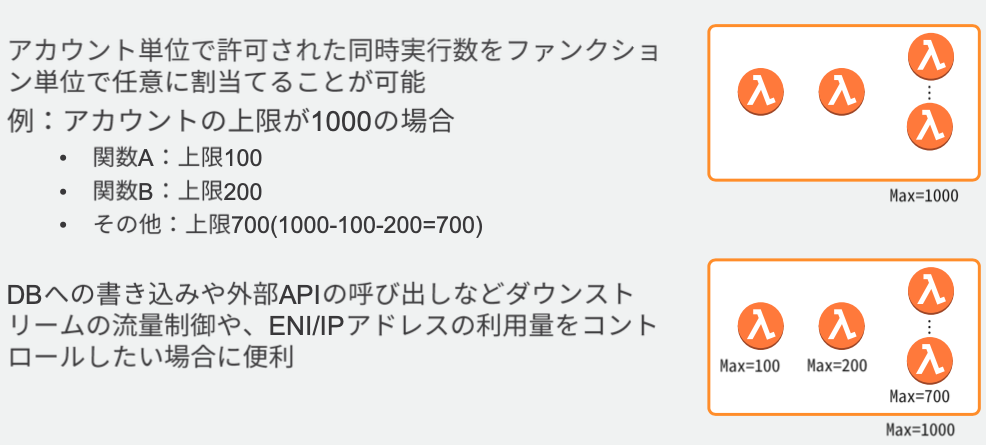 アカウント単位で許可された同時実行数をファンクショ
ン単位で任意に割当てることが可能
例：アカウントの上限が1000の場合
• 関数A：上限100
• 関数B：上限200
• その他：上限700(1000-100-200=700)
DBへの書き込みや外部APIの呼び出しなどダウンスト
リームの流量制御や、ENI/IPアドレスの利用量をコント
ロールしたい場合に便利
Max=1000
Max=100
Max=200
Max=700
Max=1000